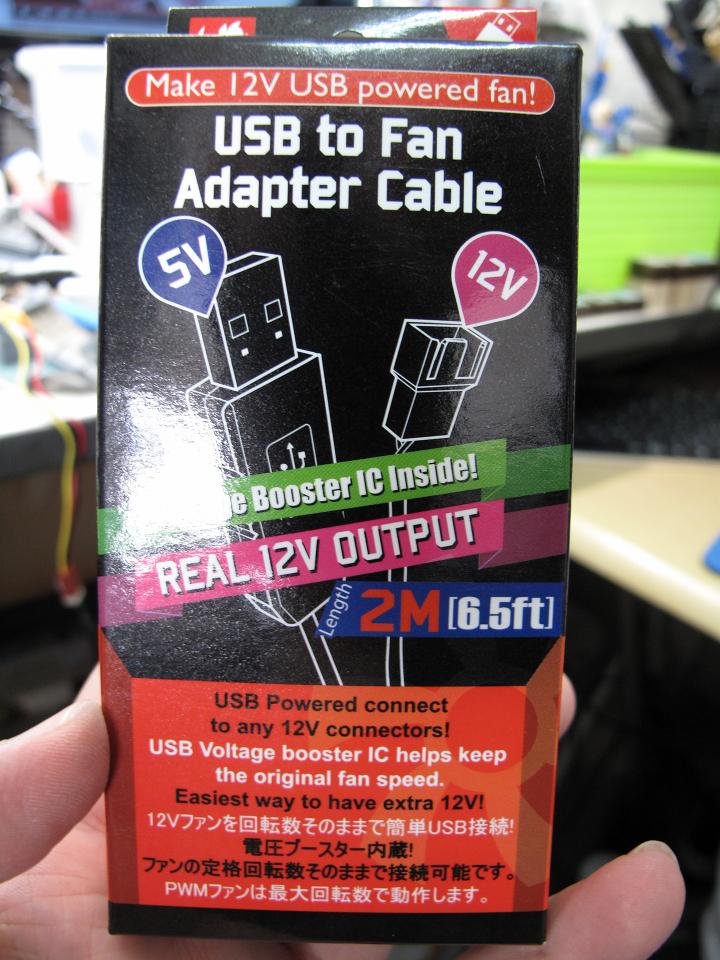 Make 12V USB powered fan!
USB to Fan
Adapter Cable
5V
12V
Booster IC Inside!
REAL 12V OUTPUT
Length 2M [6.5ft]
USB Powered connect
to any 12V connectors!
USB Voltage booster IC helps keep
the original fan speed.
Easiest way to have extra 12V!
12Vファンを回転数そのままで簡単USB接続!
電圧ブースター内蔵!
ファンの定格回転数そのままで接続可能です。
PWMファンは最大回転数で動作します。